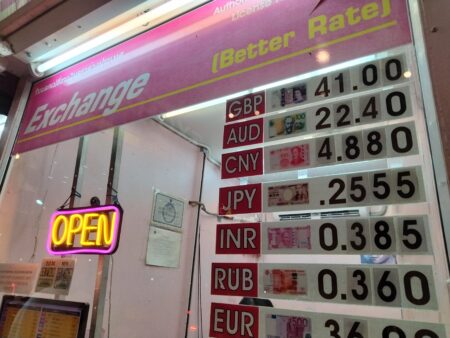 Exchange
(Better Rate)
GBP 41.00
AUD 22.40
CNY 4.880
JPY .2555
INR 0.385
RUB 0.360
EUR
OPEN